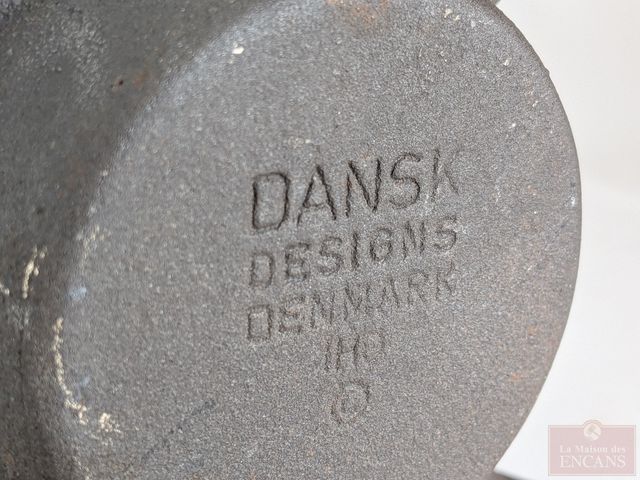 DANSK
DESIGNS
DENMARK
IHQ
©
La Maison des
ENCANS